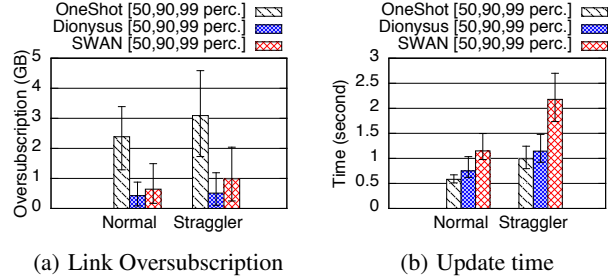 OneShot [50,90,99 perc.]
Dionysus [50,90,99 perc.]
SWAN [50,90,99 perc.]
Oversubscription (GB)
5
4
3
2
1
0
Normal Straggler
(a) Link Oversubscription
OneShot [50,90,99 perc.]
Dionysus [50,90,99 perc.]
SWAN [50,90,99 perc.]
Time (second)
3
2.5
2
1.5
1
0.5
0
Normal Straggler
(b) Update time